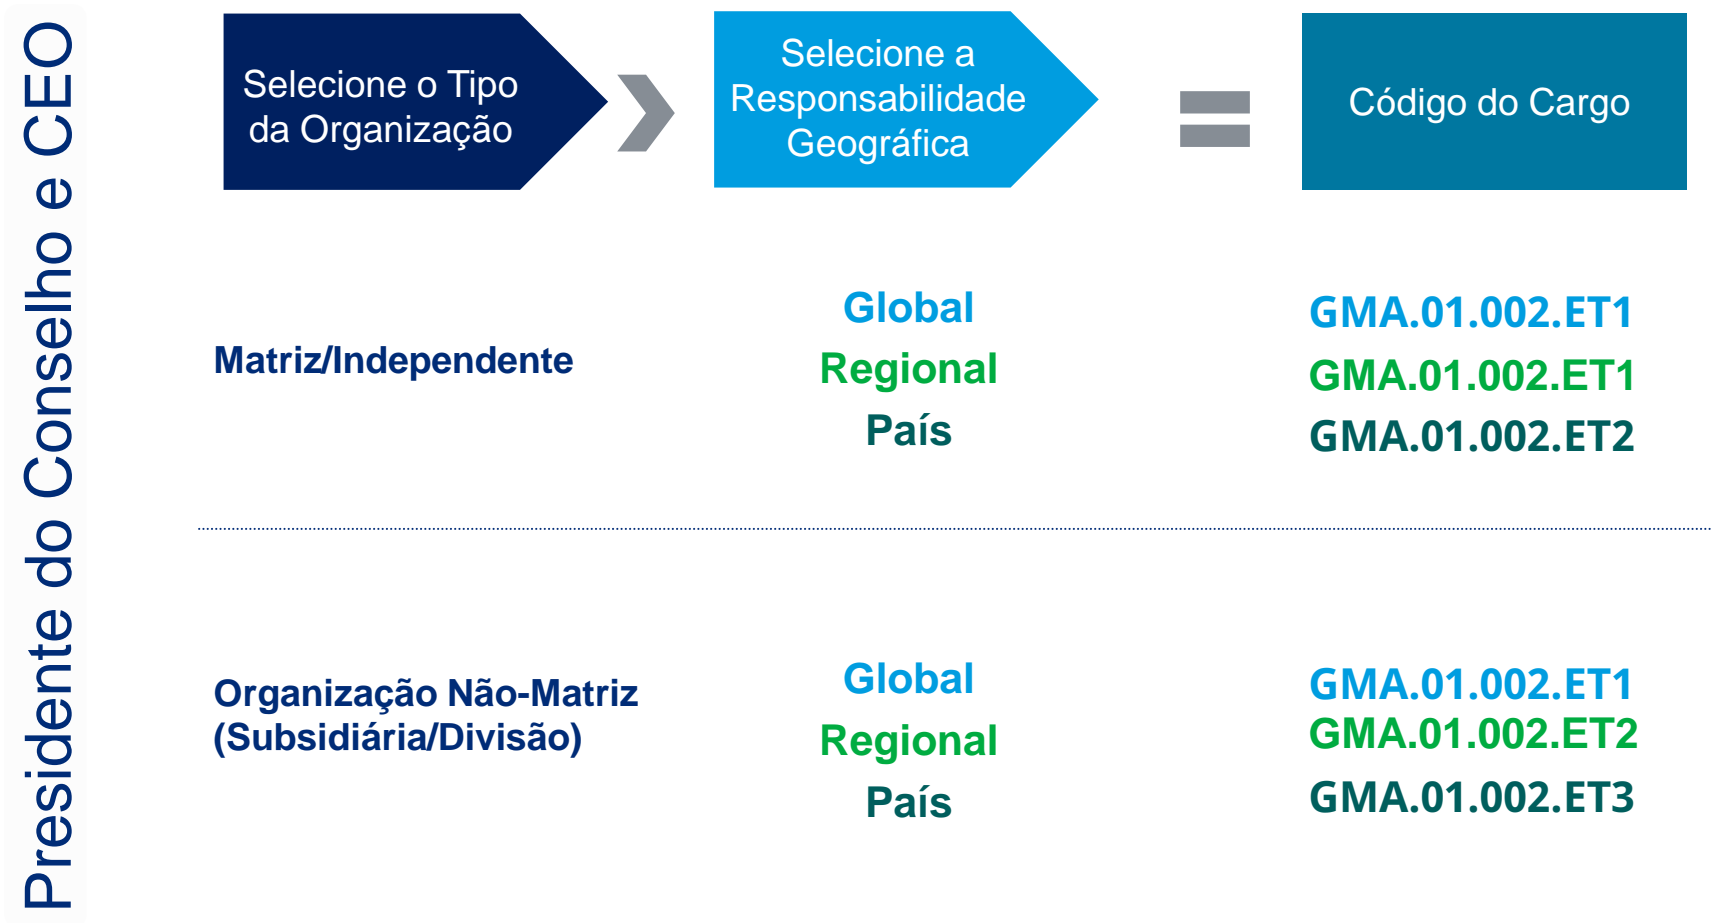 Presidente do Conselho e CEO
Selecione o Tipo
da Organização
Selecione a
Responsabilidade
Geográfica
Código do Cargo
Matriz/Independente
Global
GMA.01.002.ET1
Regional
GMA.01.002.ET1
País
GMA.01.002.ET2
Organização Não-Matriz
(Subsidiária/Divisão)
Global
GMA.01.002.ET1
Regional
GMA.01.002.ET2
País
GMA.01.002.ET3